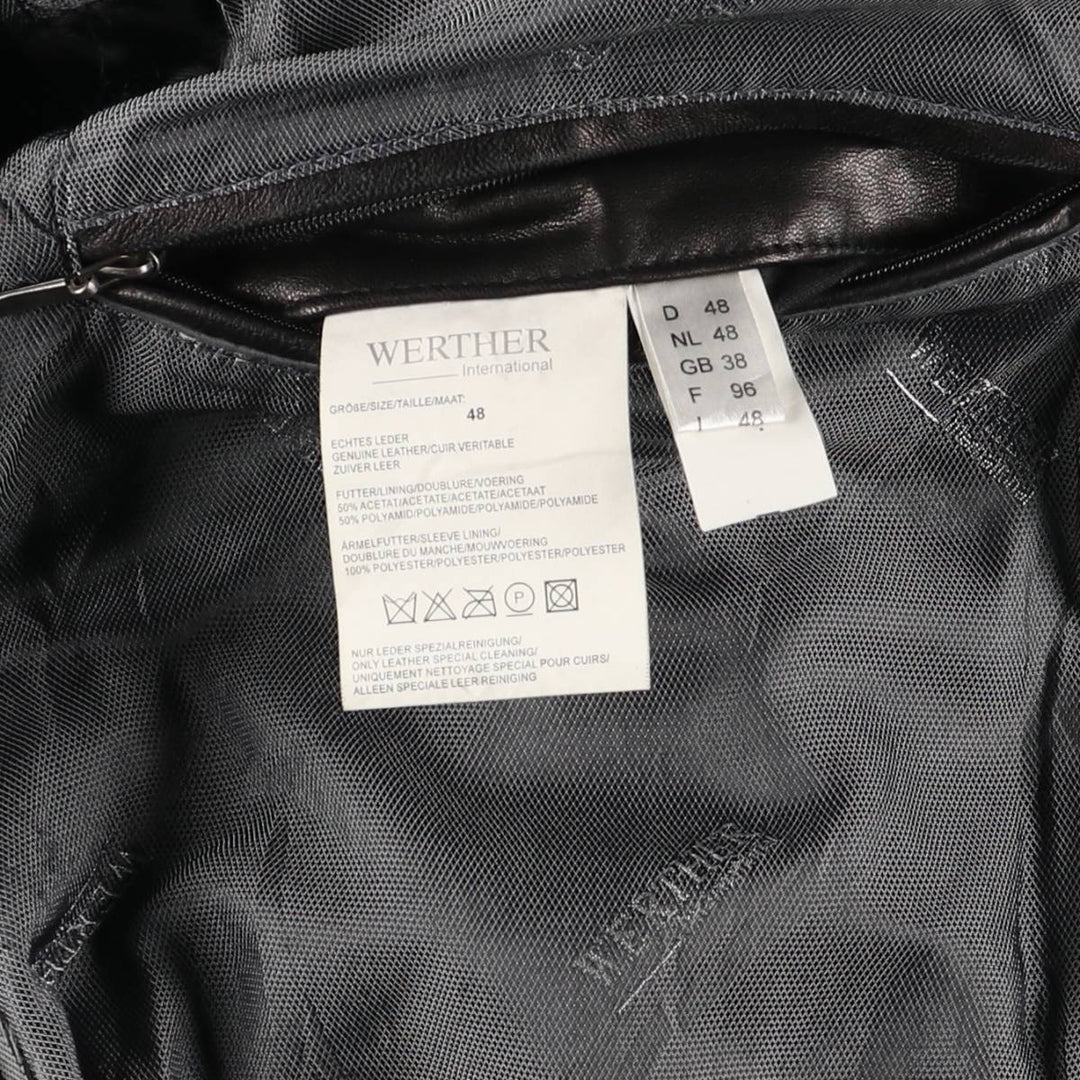 WERTHER
International
GRÖßE/SIZE/TAILLE/MAAT:
48
ECHTES LEDER
GENUINE LEATHER/CUIR VERITABLE
ZUIVER LEER
FUTTER/LINING/DOUBLURE/VOERING
50% ACETAT/ACETATE/ACETATE/ACETAAT
50% POLYAMID/POLYAMIDE/POLYAMIDE/POLYAMIDE
ÄRMELFUTTER/SLEEVE LINING/
DOUBLURE DU MANCHE/MOUWVOERING
100% POLYESTER/POLYESTER/POLYESTER/POLYESTER
P
NUR LEDER SPEZIALREINIGUNG/
ONLY LEATHER SPECIAL CLEANING/
UNIQUEMENT NETTOYAGE SPECIAL POUR CUIRS/
ALLEEN SPECIALE LEER REINIGING
D 48
NL 48
GB 38
F 96
I 48
WERTHER